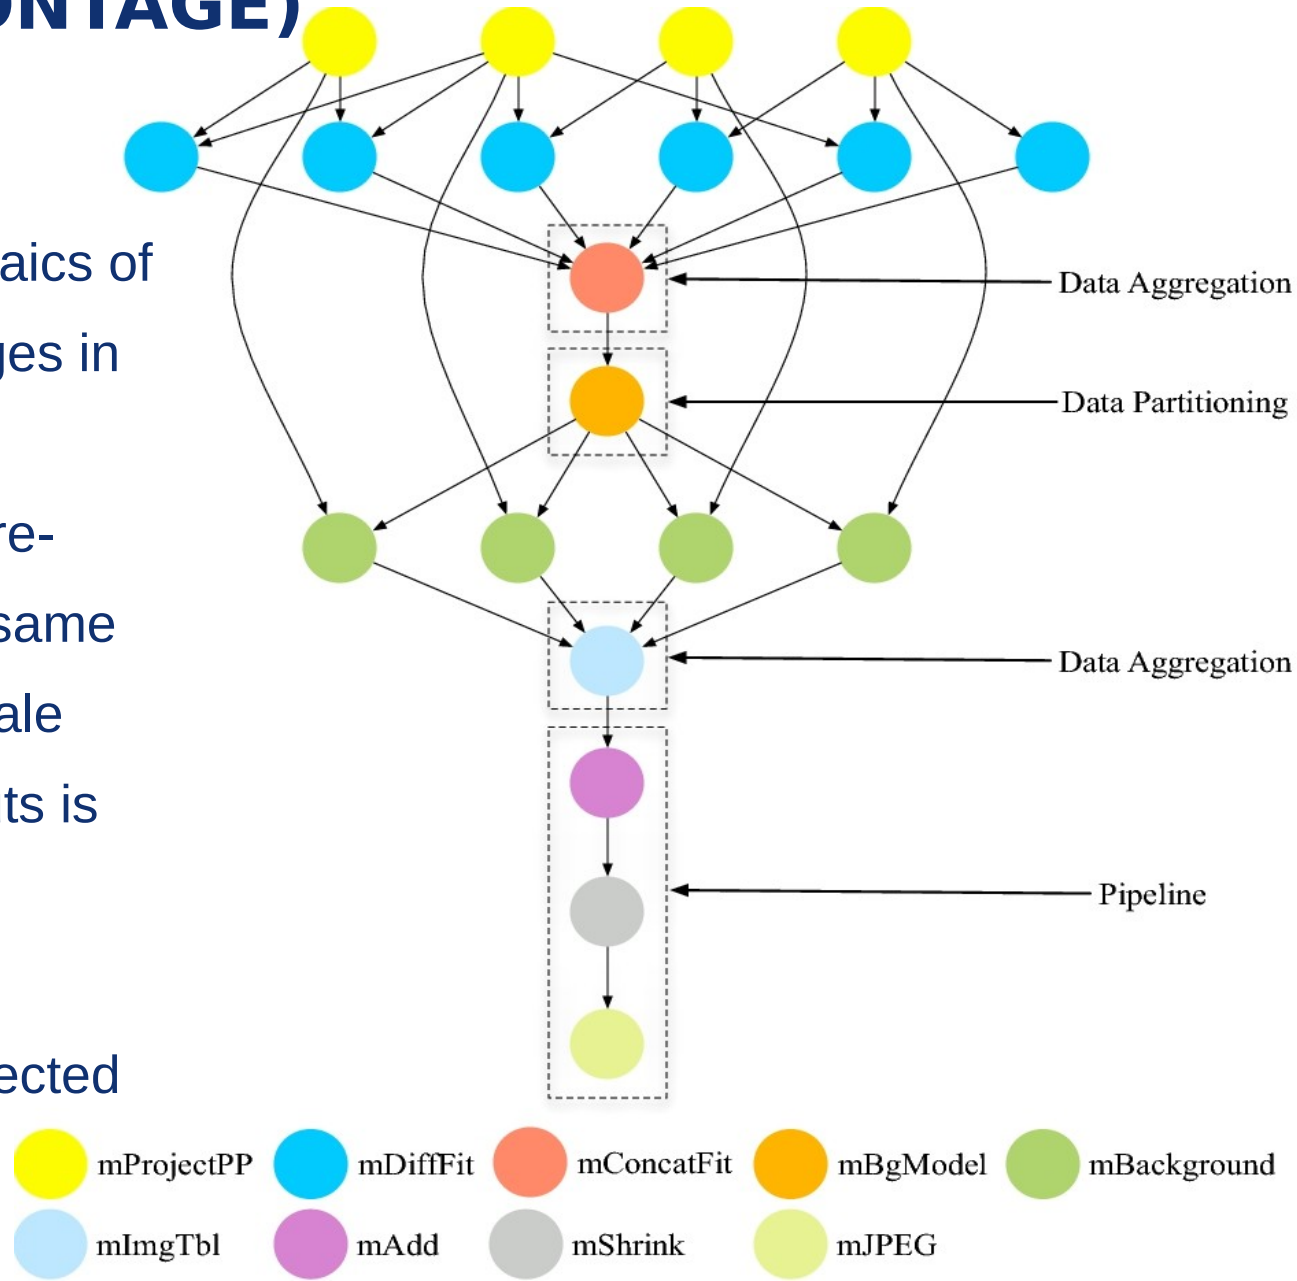 ONTAGE)
aics of
ges in
re-
same
ale
ts is
ected
Data Aggregation
Data Partitioning
Data Aggregation
Pipeline
mProjectPP mDiffFit mConcatFit mBgModel mBackground
mImgTbl mAdd mShrink mJPEG